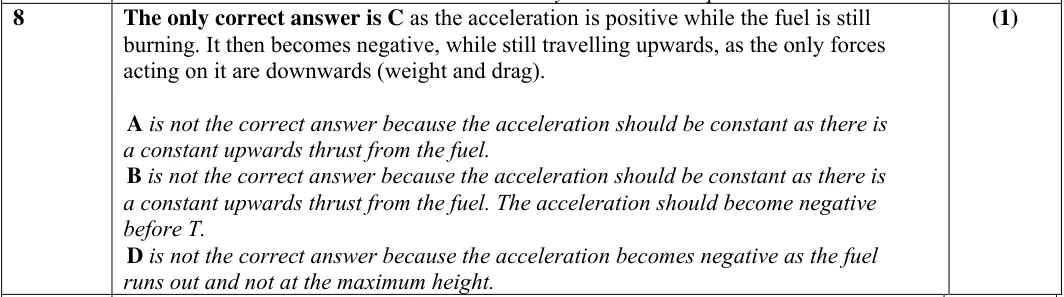 8
The only correct answer is C as the acceleration is positive while the fuel is still
burning. It then becomes negative, while still travelling upwards, as the only forces
acting on it are downwards (weight and drag).
(1)
A is not the correct answer because the acceleration should be constant as there is
a constant upwards thrust from the fuel.
B is not the correct answer because the acceleration should be constant as there is
a constant upwards thrust from the fuel. The acceleration should become negative
before T.
D is not the correct answer because the acceleration becomes negative as the fuel
runs out and not at the maximum height.